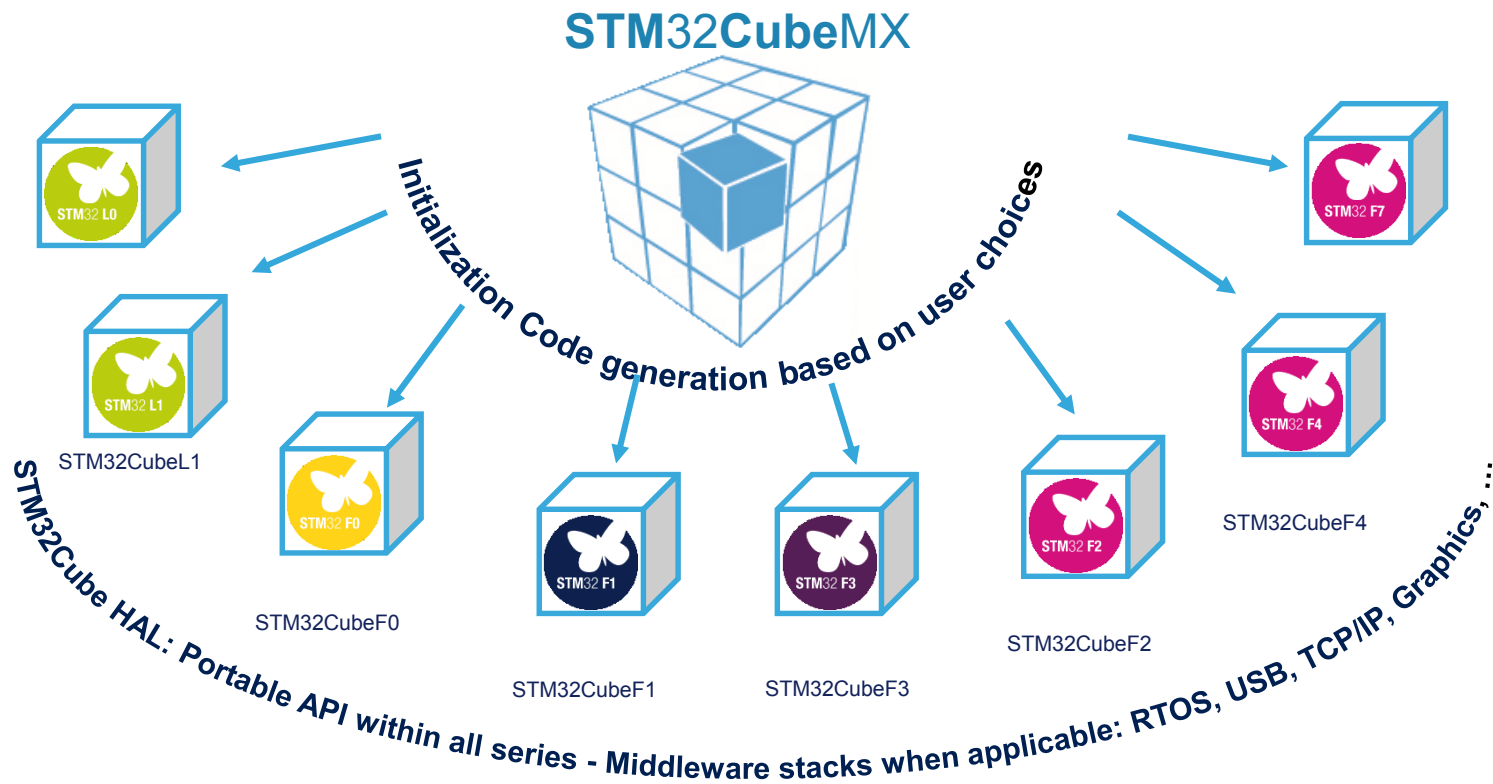 STM32CubeMX
Initialization Code generation based on user choices
STM32 L0
STM32 L1
STM32CubeL1
STM32 F0
STM32CubeF0
STM32 F1
STM32CubeF1
STM32 F3
STM32CubeF3
STM32 F2
STM32CubeF2
STM32 F4
STM32CubeF4
STM32 F7
STM32Cube HAL: Portable API within all series - Middleware stacks when applicable: RTOS, USB, TCP/IP, Graphics, ...